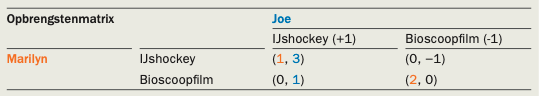 Opbrengstenmatrix Joe
IJshockey (+1) Bioscoopfilm (-1)
Marilyn IJshockey (1, 3) (0, −1)
Bioscoopfilm (0, 1) (2, 0)